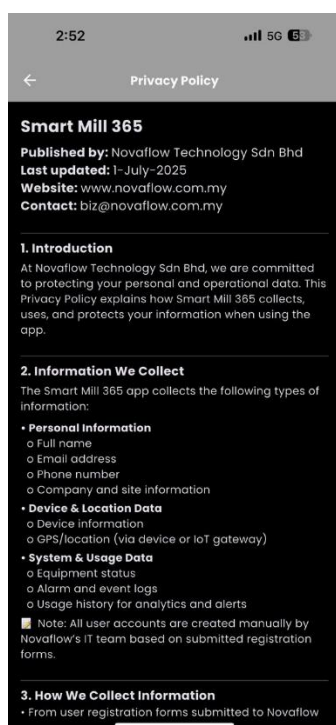 2:52
5G 53
Privacy Policy
Smart Mill 365
Published by: Novaflow Technology Sdn Bhd
Last updated: 1-July-2025
Website: www.novaflow.com.my
Contact: biz@novaflow.com.my
1. Introduction
At Novaflow Technology Sdn Bhd, we are committed
to protecting your personal and operational data. This
Privacy Policy explains how Smart Mill 365 collects,
uses, and protects your information when using the
app.
2. Information We Collect
The Smart Mill 365 app collects the following types of
information:
• Personal Information
o Full name
o Email address
o Phone number
o Company and site information
• Device & Location Data
o Device information
o GPS/location (via device or IoT gateway)
• System & Usage Data
o Equipment status
o Alarm and event logs
o Usage history for analytics and alerts
📝 Note: All user accounts are created manually by
Novaflow's IT team based on submitted registration
forms.
3. How We Collect Information
• From user registration forms submitted to Novaflow